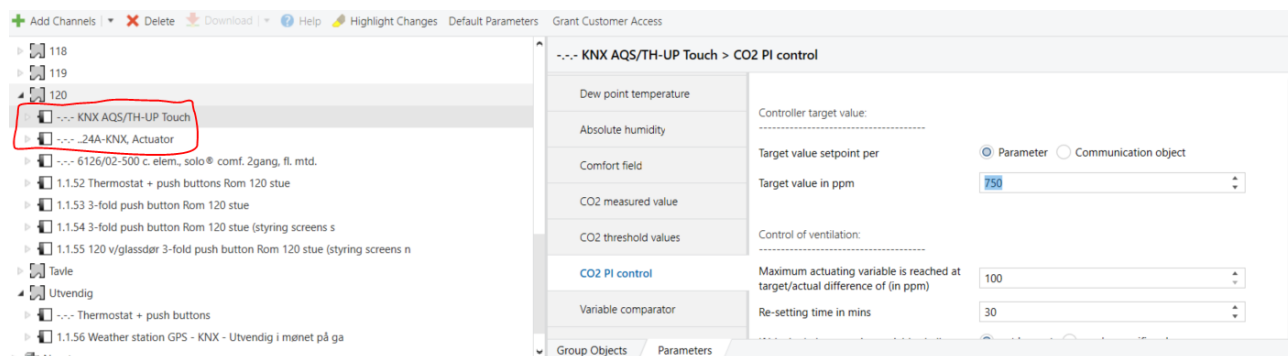 Add Channels Delete Download Help Highlight Changes Default Parameters Grant Customer Access
118
119
120
-.-.- KNX AQS/TH-UP Touch
-.-.- ..24A-KNX, Actuator
-.-.- 6126/02-500 c. elem., solo® comf. 2gang, fl. mtd.
1.1.52 Thermostat + push buttons Rom 120 stue
1.1.53 3-fold push button Rom 120 stue
1.1.54 3-fold push button Rom 120 stue (styring screens s
1.1.55 120 v/glassdør 3-fold push button Rom 120 stue (styring screens n
Tavle
Utvendig
-.-.- Thermostat + push buttons
1.1.56 Weather station GPS - KNX - Utvendig i mønet på ga
-.-.- KNX AQS/TH-UP Touch > CO2 PI control
Dew point temperature
Absolute humidity
Comfort field
CO2 measured value
CO2 threshold values
CO2 PI control
Variable comparator
Controller target value:
Target value setpoint per Parameter Communication object
Target value in ppm 750
Control of ventilation:
Maximum actuating variable is reached at
target/actual difference of (in ppm) 100
Re-setting time in mins 30
Group Objects Parameters